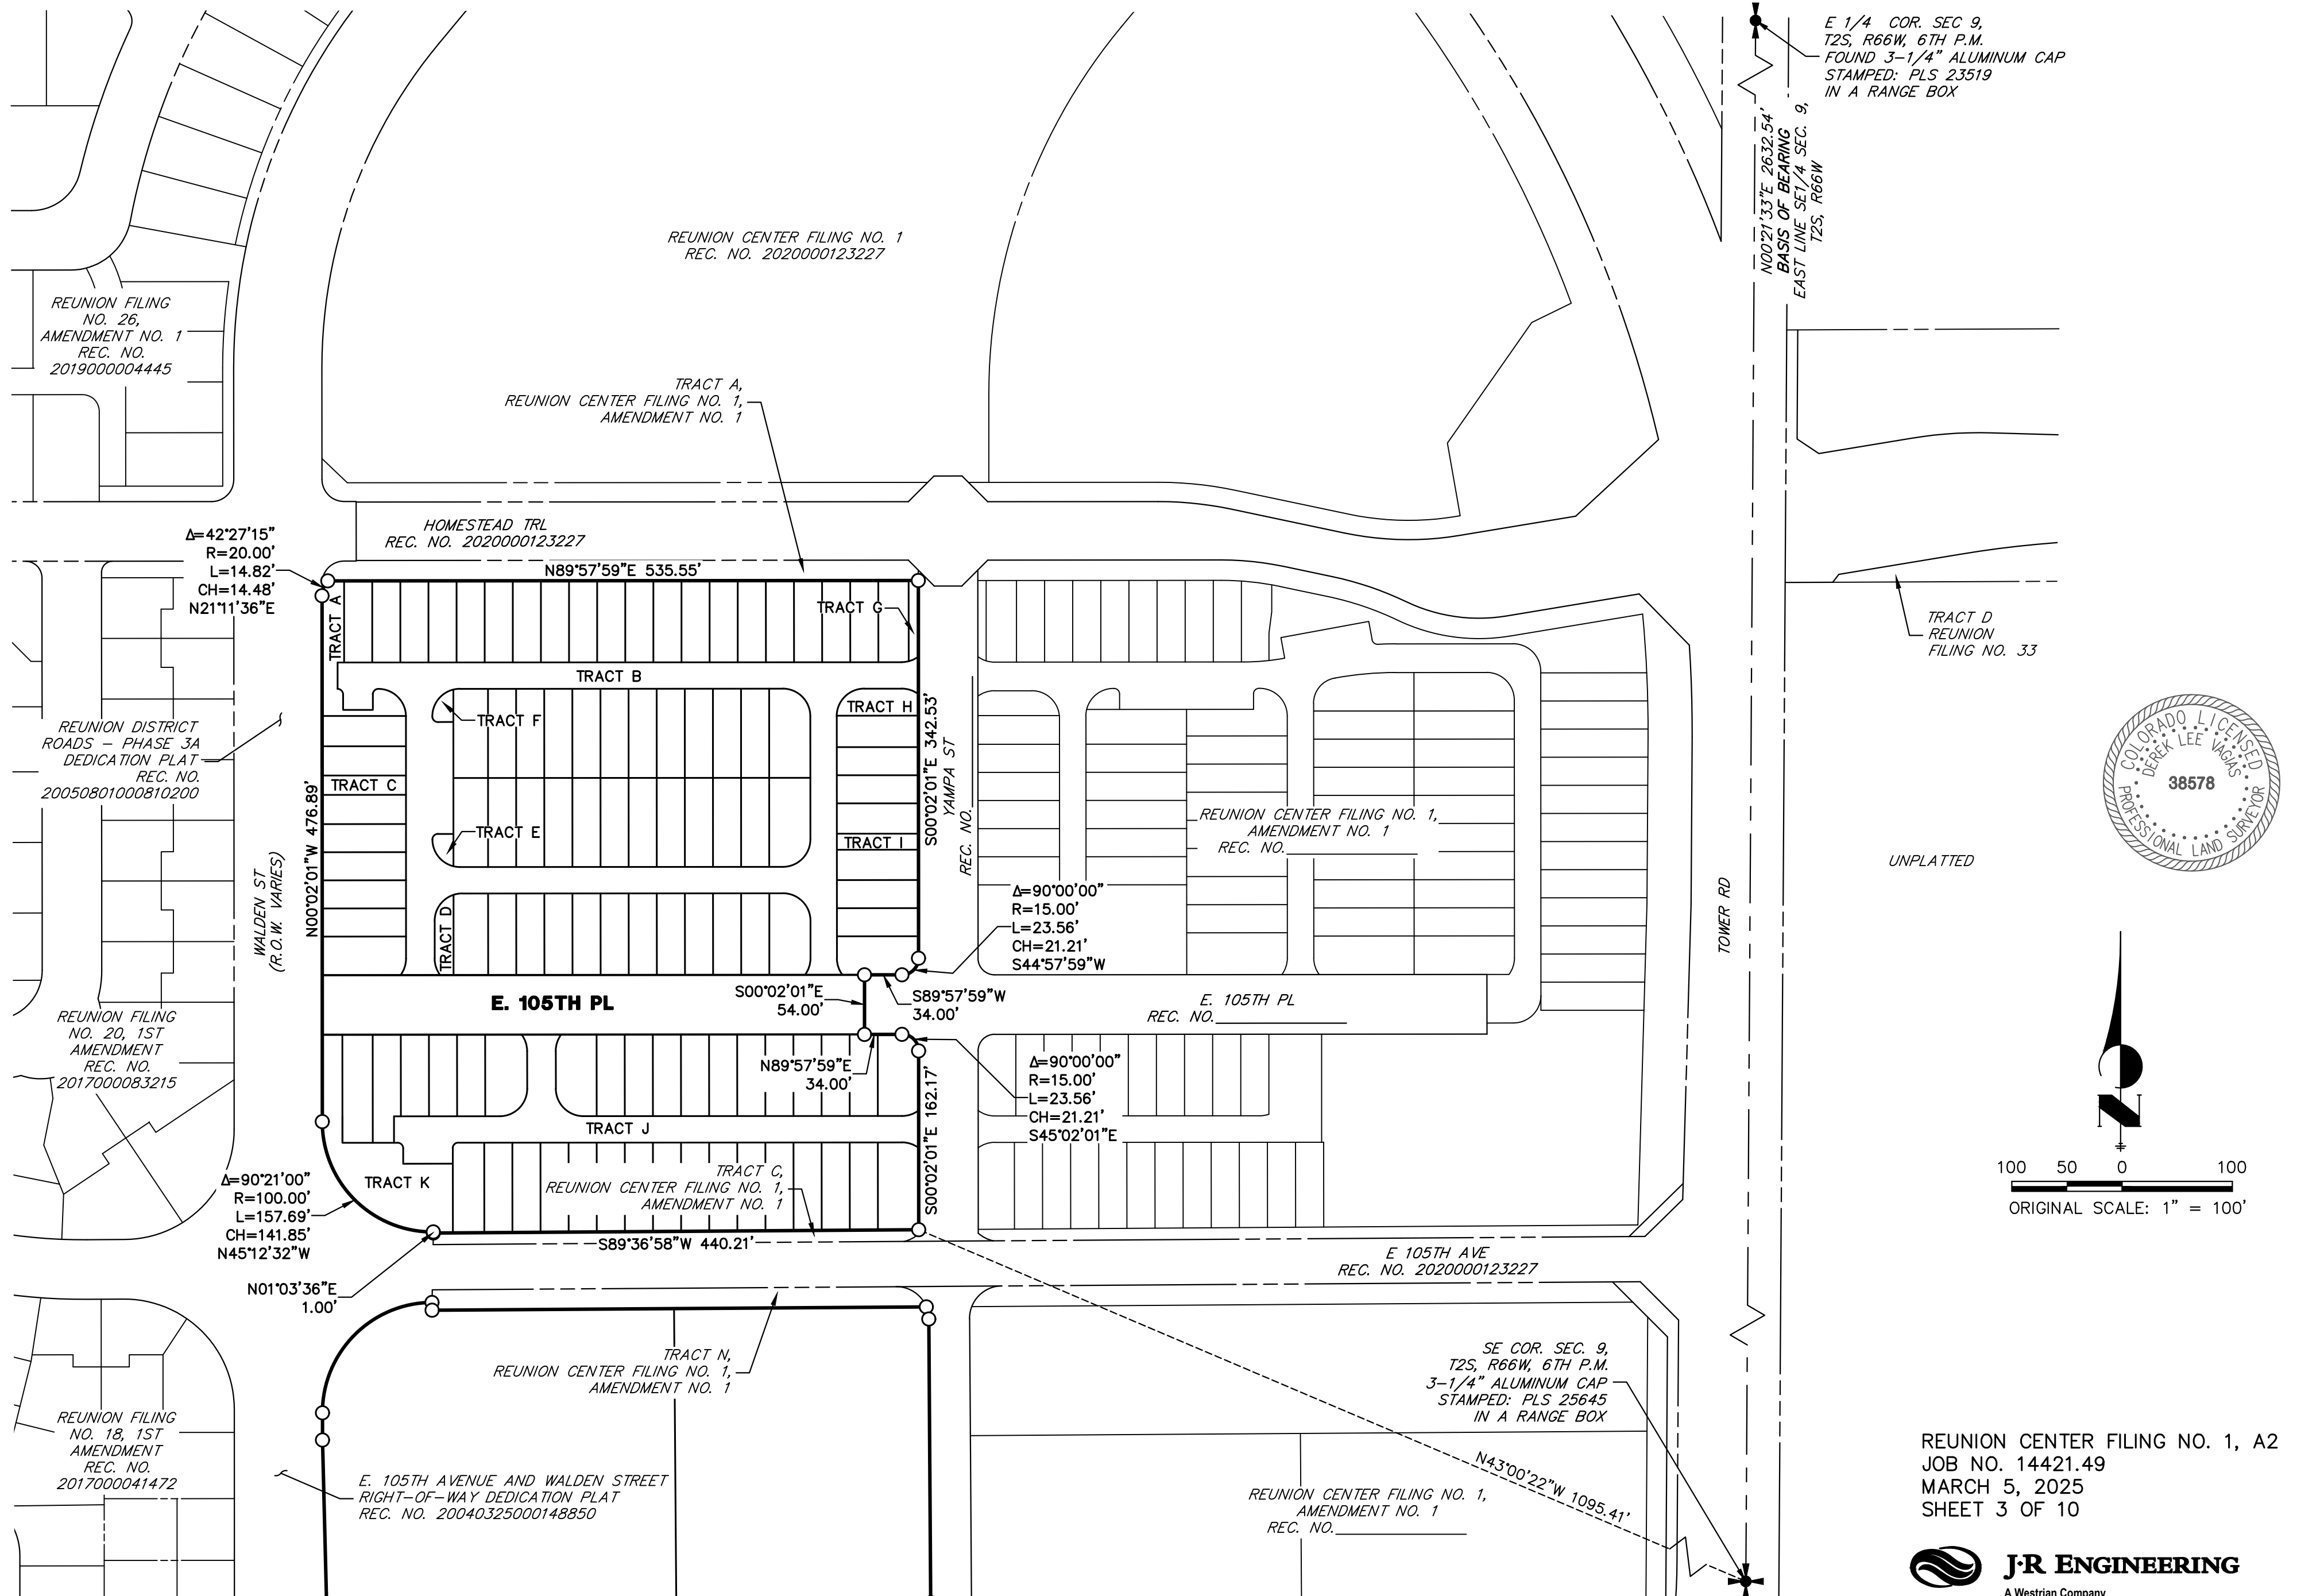 E 1/4 COR. SEC 9,
T2S, R66W, 6TH P.M.
FOUND 3-1/4" ALUMINUM CAP
STAMPED: PLS 23519
IN A RANGE BOX
N00°21'33"E 2632.54'
BASIS OF BEARING
EAST LINE SE1/4 SEC. 9,
T2S, R66W
REUNION CENTER FILING NO. 1
REC. NO. 2020000123227
REUNION FILING
NO. 26,
AMENDMENT NO. 1
REC. NO.
2019000004445
TRACT A,
REUNION CENTER FILING NO. 1,
AMENDMENT NO. 1
HOMESTEAD TRL
REC. NO. 2020000123227
Δ=42°27'15"
R=20.00'
L=14.82'
CH=14.48'
N21°11'36"E
N89°57'59"E 535.55'
TRACT A
TRACT G
TRACT B
TRACT F
TRACT H
TRACT C
TRACT E
TRACT I
TRACT D
S00°02'01"E 342.53'
YAMPA ST
REC. NO.
N00°02'01"W 476.89'
WALDEN ST
(R.O.W. VARIES)
REUNION DISTRICT
ROADS – PHASE 3A
DEDICATION PLAT
REC. NO.
20050801000810200
REUNION CENTER FILING NO. 1,
AMENDMENT NO. 1
REC. NO.
Δ=90°00'00"
R=15.00'
L=23.56'
CH=21.21'
S44°57'59"W
TRACT D
REUNION
FILING NO. 33
COLORADO LICENSED
DEREK LEE VAGIAS
38578
PROFESSIONAL LAND SURVEYOR
UNPLATTED
TOWER RD
E. 105TH PL
S00°02'01"E
54.00'
S89°57'59"W
34.00'
E. 105TH PL
REC. NO.
N89°57'59"E
34.00'
Δ=90°00'00"
R=15.00'
L=23.56'
CH=21.21'
S45°02'01"E
REUNION FILING
NO. 20, 1ST
AMENDMENT
REC. NO.
2017000083215
TRACT J
S00°02'01"E 162.17'
TRACT K
TRACT C,
REUNION CENTER FILING NO. 1,
AMENDMENT NO. 1
Δ=90°21'00"
R=100.00'
L=157.69'
CH=141.85'
N45°12'32"W
S89°36'58"W 440.21'
N01°03'36"E
1.00'
E 105TH AVE
REC. NO. 2020000123227
N
100 50 0 100
ORIGINAL SCALE: 1" = 100'
TRACT N,
REUNION CENTER FILING NO. 1,
AMENDMENT NO. 1
SE COR. SEC. 9,
T2S, R66W, 6TH P.M.
3-1/4" ALUMINUM CAP
STAMPED: PLS 25645
IN A RANGE BOX
REUNION FILING
NO. 18, 1ST
AMENDMENT
REC. NO.
2017000041472
E. 105TH AVENUE AND WALDEN STREET
RIGHT-OF-WAY DEDICATION PLAT
REC. NO. 20040325000148850
N43°00'22"W 1095.41'
REUNION CENTER FILING NO. 1,
AMENDMENT NO. 1
REC. NO.
REUNION CENTER FILING NO. 1, A2
JOB NO. 14421.49
MARCH 5, 2025
SHEET 3 OF 10
J·R ENGINEERING
A Westrian Company